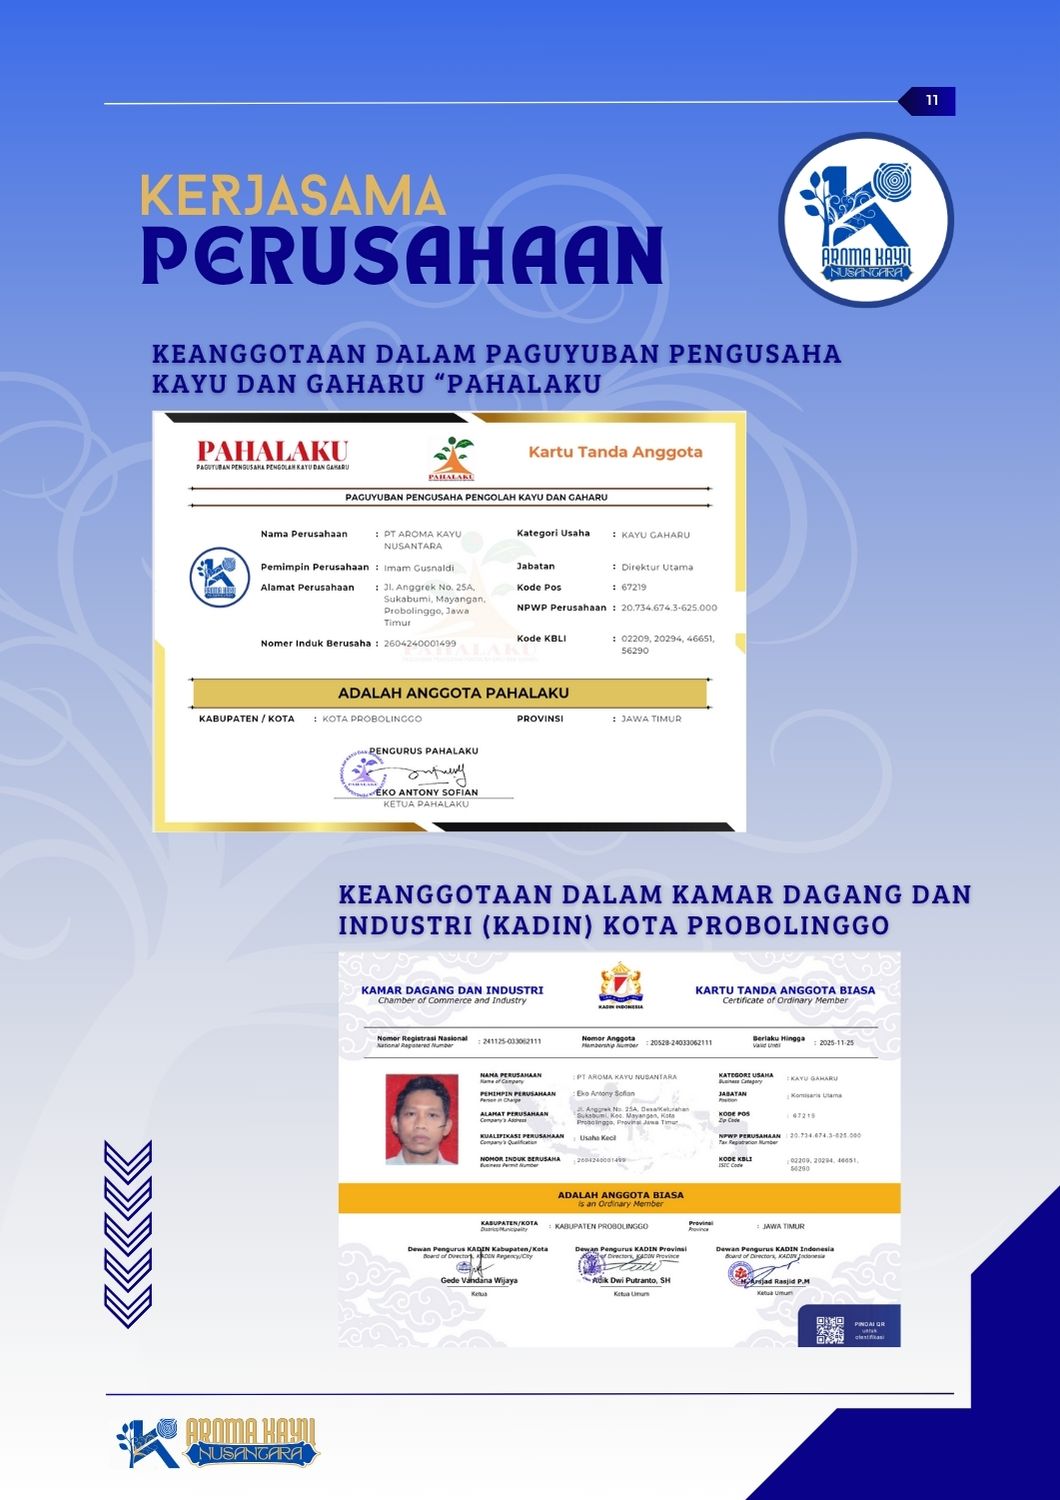 11
KERJASAMA
PERUSAHAAN
AROMA KAYU
NUSANTARA
KEANGGOTAAN DALAM PAGUYUBAN PENGUSAHA
KAYU DAN GAHARU “PAHALAKU
PAHALAKU
PAGUYUBAN PENGUSAHA PENGOLAH KAYU DAN GAHARU
PAHALAKU
Kartu Tanda Anggota
PAGUYUBAN PENGUSAHA PENGOLAH KAYU DAN GAHARU
Nama Perusahaan : PT AROMA KAYU
NUSANTARA
Pemimpin Perusahaan : Imam Gusnaldi
Alamat Perusahaan : Jl. Anggrek No. 25A,
Sukabumi, Mayangan,
Probolinggo, Jawa
Timur
Nomer Induk Berusaha : 2604240001499
Kategori Usaha : KAYU GAHARU
Jabatan : Direktur Utama
Kode Pos : 67219
NPWP Perusahaan : 20.734.674.3-625.000
Kode KBLI : 02209, 20294, 46651,
56290
PAHALAKU
ADALAH ANGGOTA PAHALAKU
KABUPATEN / KOTA : KOTA PROBOLINGGO
PROVINSI : JAWA TIMUR
PENGURUS PAHALAKU
EKO ANTONY SOFIAN
KETUA PAHALAKU
KEANGGOTAAN DALAM KAMAR DAGANG DAN
INDUSTRI (KADIN) KOTA PROBOLINGGO
KAMAR DAGANG DAN INDUSTRI
Chamber of Commerce and Industry
KADIN INDONESIA
KARTU TANDA ANGGOTA BIASA
Certificate of Ordinary Member
Nomor Registrasi Nasional : 241125-033062111
National Registered Number
Nomor Anggota : 20528-24033062111
Membership Number
Berlaku Hingga : 2025-11-25
Valid Until
NAMA PERUSAHAAN : PT AROMA KAYU NUSANTARA
Name of Company
PEMIMPIN PERUSAHAAN : Eko Antony Sofian
Person in Charge
ALAMAT PERUSAHAAN : Jl. Anggrek No. 25A, Desa/Kelurahan
Company's Address Sukabumi, Kec. Mayangan, Kota
Probolinggo, Provinsi Jawa Timur
KUALIFIKASI PERUSAHAAN : Usaha Kecil
Company's Qualification
NOMOR INDUK BERUSAHA : 2604240001499
Business Permit Number
KATEGORI USAHA : KAYU GAHARU
Business Category
JABATAN : Komisaris Utama
Position
KODE POS : 67215
Zip Code
NPWP PERUSAHAAN : 20.734.674.3-625.000
Tax Registration Number
KODE KBLI : 02209, 20294, 46651,
ISIC Code 56290
ADALAH ANGGOTA BIASA
is an Ordinary Member
KABUPATEN/KOTA : KABUPATEN PROBOLINGGO
District/Municipality
Provinsi : JAWA TIMUR
Province
Dewan Pengurus KADIN Kabupaten/Kota
Board of Directors, KADIN Regency/City
Gede Vandana Wijaya
Ketua
Dewan Pengurus KADIN Provinsi
Board of Directors, KADIN Province
Adik Dwi Putranto, SH
Ketua Umum
Dewan Pengurus KADIN Indonesia
Board of Directors, KADIN Indonesia
M. Arsjad Rasjid P.M
Ketua Umum
PINDAI QR
untuk
otentifikasi
AROMA KAYU
NUSANTARA